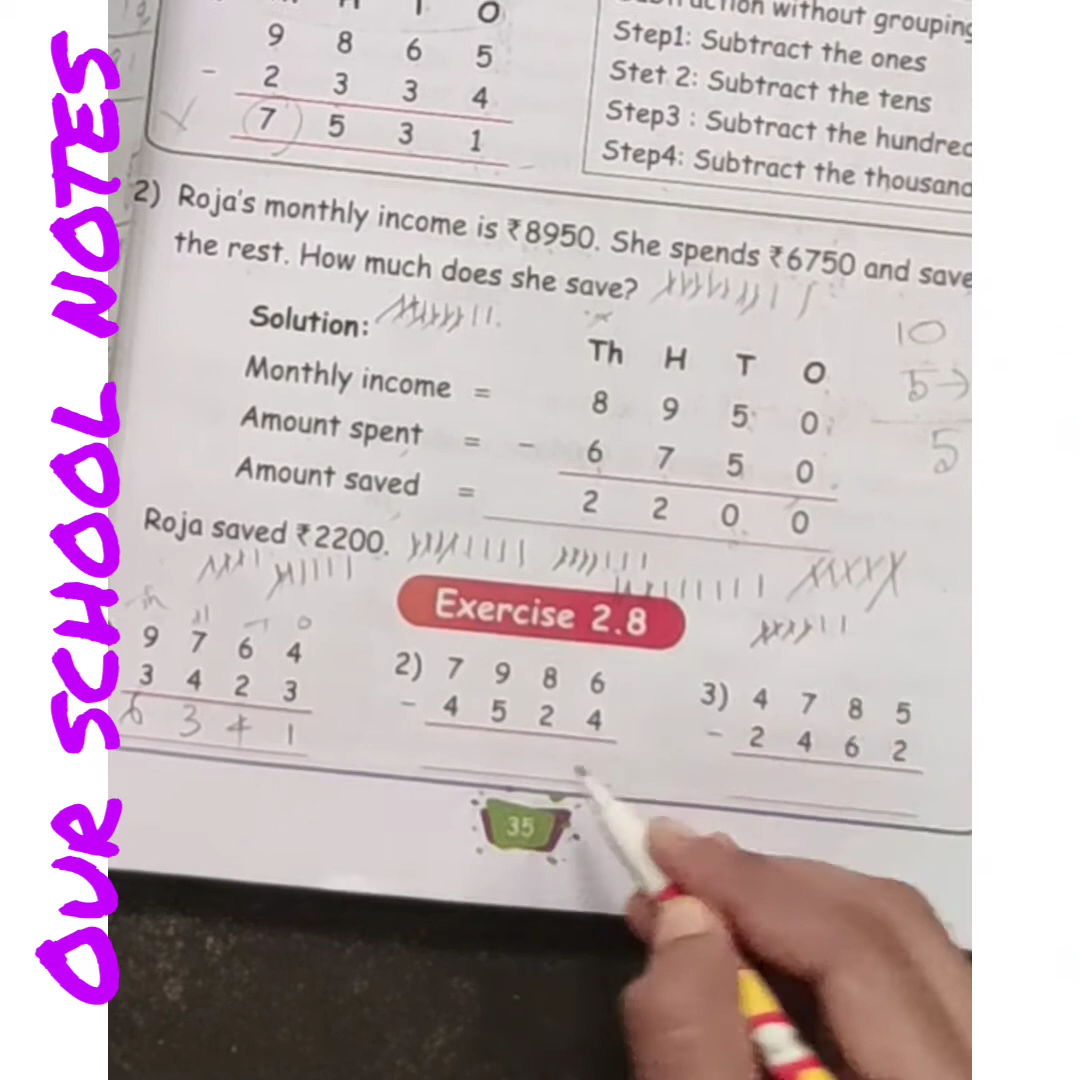 OUR SCHOOL NOTES
O
9 8 6 5
- 2 3 3 4
7 5 3 1
without grouping
Step1: Subtract the ones
Stet 2: Subtract the tens
Step3 : Subtract the
Step4: Subtract the
2) Roja's monthly income is ₹8950. She spends ₹6750 and save
the rest. How much does she save?
Solution:
Th H T O
Monthly income = 8 9 5 0
Amount spent = - 6 7 5 0
Amount saved = 2 2 0 0
Roja saved ₹2200.
10
5
5
Exercise 2.8
9 7 6 4
3 4 2 3
6 3 4 1
2) 7 9 8 6
- 4 5 2 4
3) 4 7 8 5
- 2 4 6 2
35